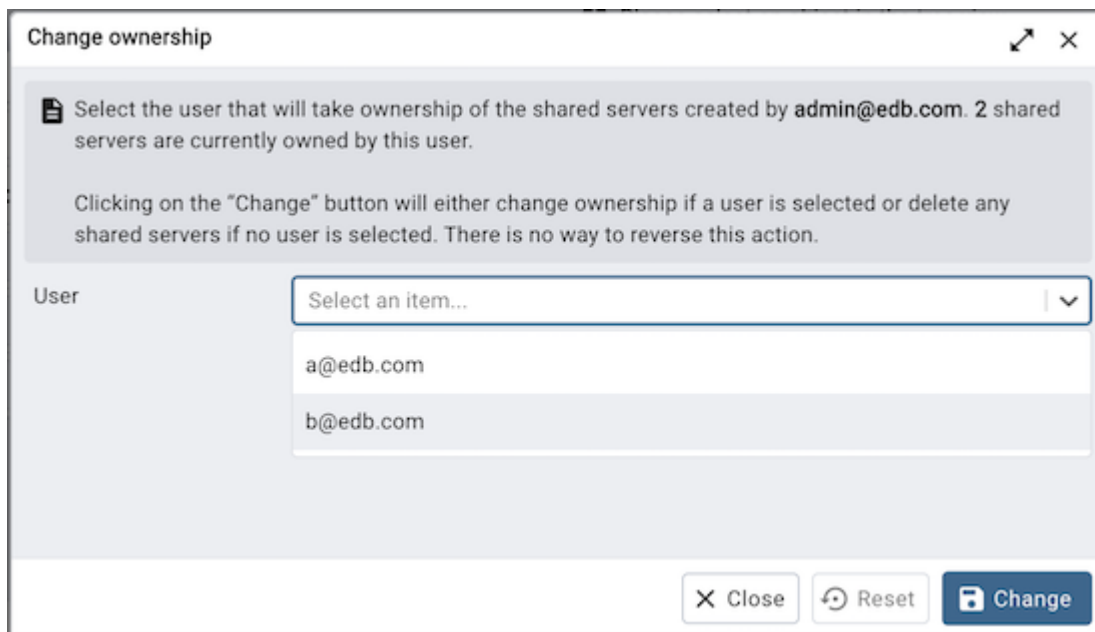 Change ownership
Select the user that will take ownership of the shared servers created by admin@edb.com. 2 shared
servers are currently owned by this user.
Clicking on the “Change” button will either change ownership if a user is selected or delete any
shared servers if no user is selected. There is no way to reverse this action.
User
Select an item...
a@edb.com
b@edb.com
Close
Reset
Change